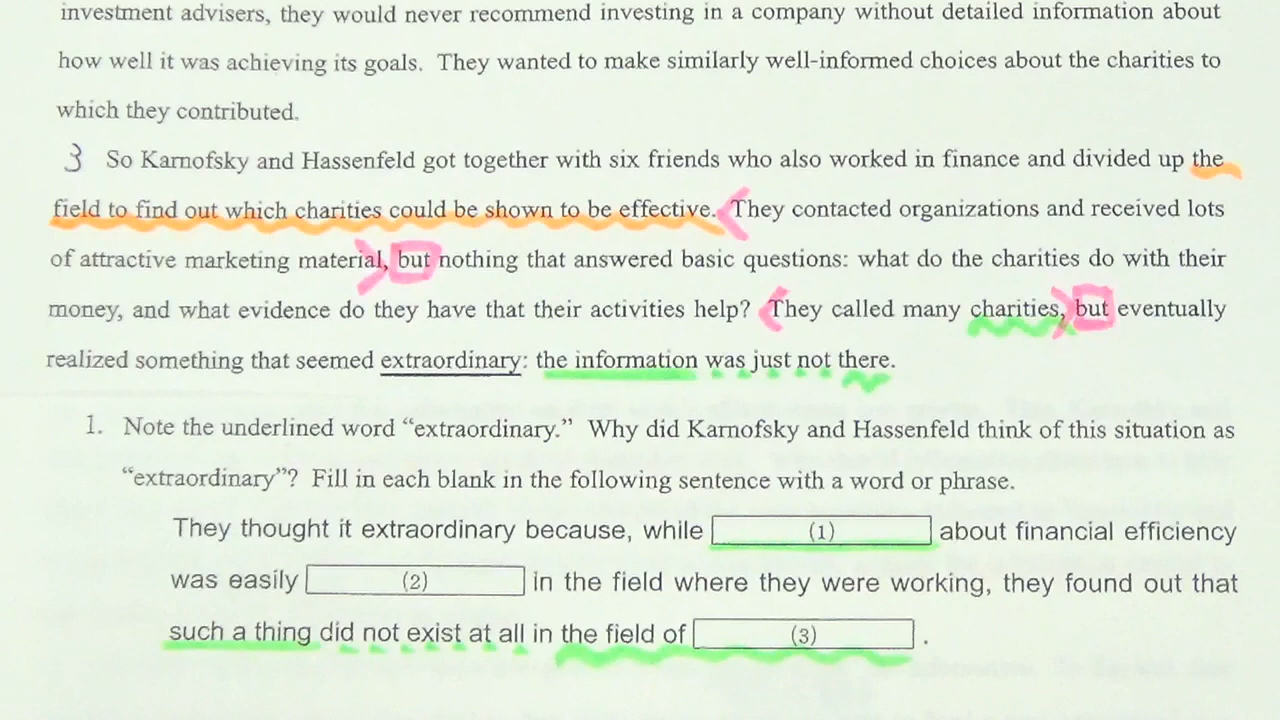 investment advisers, they would never recommend investing in a company without detailed information about
how well it was achieving its goals. They wanted to make similarly well-informed choices about the charities to
which they contributed.
3 So Karnofsky and Hassenfeld got together with six friends who also worked in finance and divided up the
field to find out which charities could be shown to be effective. They contacted organizations and received lots
of attractive marketing material, but nothing that answered basic questions: what do the charities do with their
money, and what evidence do they have that their activities help? They called many charities, but eventually
realized something that seemed extraordinary: the information was just not there.
1. Note the underlined word “extraordinary.” Why did Karnofsky and Hassenfeld think of this situation as
“extraordinary”? Fill in each blank in the following sentence with a word or phrase.
They thought it extraordinary because, while (1) about financial efficiency
was easily (2) in the field where they were working, they found out that
such a thing did not exist at all in the field of (3) .